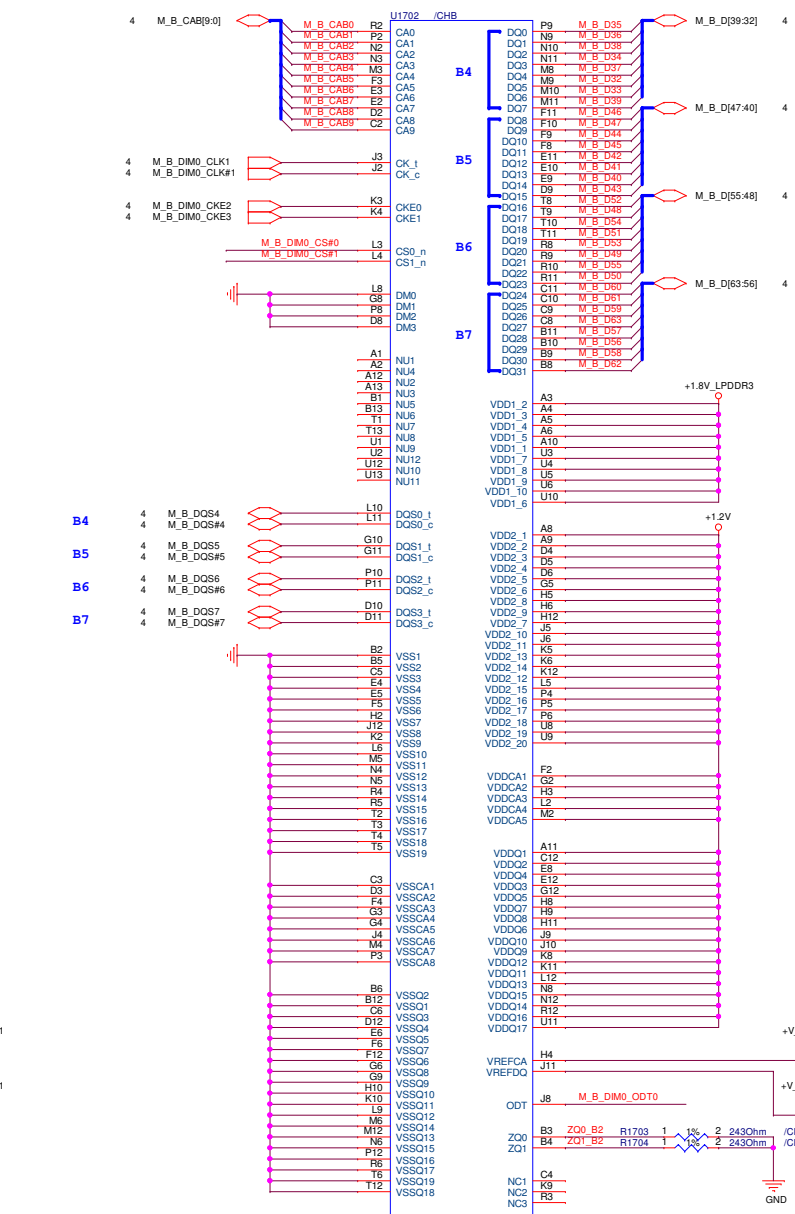 U1702 /CHB
4 M_B_CAB[9:0]
M_B_CAB0 R2 CA0
M_B_CAB1 P2 CA1
M_B_CAB2 N2 CA2
M_B_CAB3 N3 CA3
M_B_CAB4 M3 CA4
M_B_CAB5 F3 CA5
M_B_CAB6 E3 CA6
M_B_CAB7 E2 CA7
M_B_CAB8 D2 CA8
M_B_CAB9 C2 CA9
4 M_B_DIM0_CLK1 J3 CK_t
4 M_B_DIM0_CLK#1 J2 CK_c
4 M_B_DIM0_CKE2 K3 CKE0
4 M_B_DIM0_CKE3 K4 CKE1
M_B_DIM0_CS#0 L3 CS0_n
M_B_DIM0_CS#1 L4 CS1_n
L8 DM0
G8 DM1
P8 DM2
D8 DM3
A1 NU1
A2 NU4
A12 NU2
A13 NU3
B1 NU5
B13 NU6
T1 NU7
T13 NU8
U1 NU9
U2 NU12
U12 NU10
U13 NU11
B4 4 M_B_DQS4 L10 DQS0_t
4 M_B_DQS#4 L11 DQS0_c
B5 4 M_B_DQS5 G10 DQS1_t
4 M_B_DQS#5 G11 DQS1_c
B6 4 M_B_DQS6 P10 DQS2_t
4 M_B_DQS#6 P11 DQS2_c
B7 4 M_B_DQS7 D10 DQS3_t
4 M_B_DQS#7 D11 DQS3_c
B2 VSS1
B5 VSS2
C5 VSS3
E4 VSS4
E5 VSS5
F5 VSS6
H2 VSS7
J12 VSS8
K2 VSS9
L6 VSS10
M5 VSS11
N4 VSS12
N5 VSS13
R4 VSS14
R5 VSS15
T2 VSS16
T3 VSS17
T4 VSS18
T5 VSS19
C3 VSSCA1
D3 VSSCA2
F4 VSSCA3
G3 VSSCA4
G4 VSSCA5
J4 VSSCA6
M4 VSSCA7
P3 VSSCA8
B6 VSSQ2
B12 VSSQ1
C6 VSSQ3
D12 VSSQ4
E6 VSSQ5
F6 VSSQ7
F12 VSSQ6
G6 VSSQ8
G9 VSSQ9
H10 VSSQ10
K10 VSSQ11
L9 VSSQ12
M6 VSSQ14
M12 VSSQ13
N6 VSSQ15
P12 VSSQ16
R6 VSSQ17
T6 VSSQ19
T12 VSSQ18
B4
DQ0 P9 M_B_D35
DQ1 N9 M_B_D36
DQ2 N10 M_B_D38
DQ3 N11 M_B_D34
DQ4 M8 M_B_D37
DQ5 M9 M_B_D32
DQ6 M10 M_B_D33
DQ7 M11 M_B_D39
M_B_D[39:32] 4
B5
DQ8 F11 M_B_D46
DQ9 F10 M_B_D47
DQ10 F9 M_B_D44
DQ11 F8 M_B_D45
DQ12 E11 M_B_D42
DQ13 E10 M_B_D41
DQ14 E9 M_B_D40
DQ15 D9 M_B_D43
M_B_D[47:40] 4
B6
DQ16 T8 M_B_D52
DQ17 T9 M_B_D48
DQ18 T10 M_B_D54
DQ19 T11 M_B_D51
DQ20 R8 M_B_D53
DQ21 R9 M_B_D49
DQ22 R10 M_B_D55
DQ23 R11 M_B_D50
M_B_D[55:48] 4
B7
DQ24 C11 M_B_D60
DQ25 C10 M_B_D61
DQ26 C9 M_B_D59
DQ27 C8 M_B_D63
DQ28 B11 M_B_D57
DQ29 B10 M_B_D56
DQ30 B9 M_B_D58
DQ31 B8 M_B_D62
M_B_D[63:56] 4
+1.8V_LPDDR3
VDD1_2 A3
VDD1_3 A4
VDD1_4 A5
VDD1_5 A6
VDD1_1 A10
VDD1_7 U3
VDD1_8 U4
VDD1_9 U5
VDD1_10 U6
VDD1_6 U10
+1.2V
VDD2_1 A8
VDD2_2 A9
VDD2_3 D4
VDD2_4 D5
VDD2_5 D6
VDD2_6 G5
VDD2_8 H5
VDD2_9 H6
VDD2_7 H12
VDD2_10 J5
VDD2_11 J6
VDD2_13 K5
VDD2_14 K6
VDD2_12 K12
VDD2_15 L5
VDD2_16 P4
VDD2_17 P5
VDD2_18 P6
VDD2_19 U8
VDD2_20 U9
VDDCA1 F2
VDDCA2 G2
VDDCA3 H3
VDDCA4 L2
VDDCA5 M2
VDDQ1 A11
VDDQ2 C12
VDDQ4 E8
VDDQ3 E12
VDDQ5 G12
VDDQ7 H8
VDDQ8 H9
VDDQ6 H11
VDDQ10 J9
VDDQ9 J10
VDDQ12 K8
VDDQ11 K11
VDDQ13 L12
VDDQ15 N8
VDDQ14 N12
VDDQ16 R12
VDDQ17 U11
VREFCA H4
VREFDQ J11
ODT J8 M_B_DIM0_ODT0
ZQ0 B3 ZQ0_B2 R1703 1 1% 2 243Ohm
ZQ1 B4 ZQ1_B2 R1704 1 1% 2 243Ohm
NC1 C4
NC2 K9
NC3 R3
GND